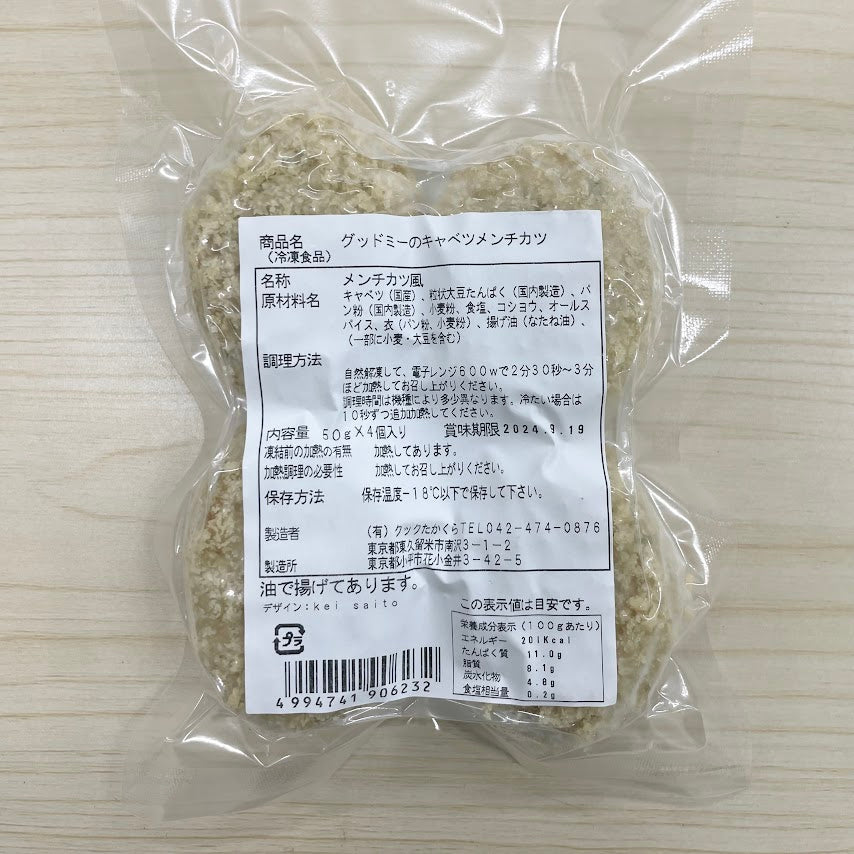 商品名 グッドミーのキャベツメンチカツ
（冷凍食品）
名称 メンチカツ風
原材料名 キャベツ（国産）、粒状大豆たんぱく（国内製造）、パ
ン粉（国内製造）、小麦粉、食塩、コショウ、オールス
パイス、衣（パン粉、小麦粉）、揚げ油（なたね油）、
（一部に小麦・大豆を含む）
調理方法
自然解凍して、電子レンジ６００ｗで２分３０秒～３分
ほど加熱してお召し上がりください。
調理時間は機種により多少異なります。冷たい場合は
１０秒ずつ追加加熱してください。
内容量 ５０ｇ×４個入り 賞味期限 2024.9.19
凍結前の加熱の有無 加熱してあります。
加熱調理の必要性 加熱してお召し上がりください。
保存方法 保存温度－１８℃以下で保存して下さい。
製造者 （有）クックたかくらＴＥＬ０４２－４７４－０８７６
東京都東久留米市南沢３－１－２
製造所 東京都小平市花小金井３－４２－５
油で揚げてあります。
デザイン：ｋｅｉ ｓａｉｔｏ
プラ
4994741906232
この表示値は目安です。
栄養成分表示（１００ｇあたり）
エネルギー 201Kcal
たんぱく質 11.0g
脂質 8.1g
炭水化物 4.8g
食塩相当量 0.2g